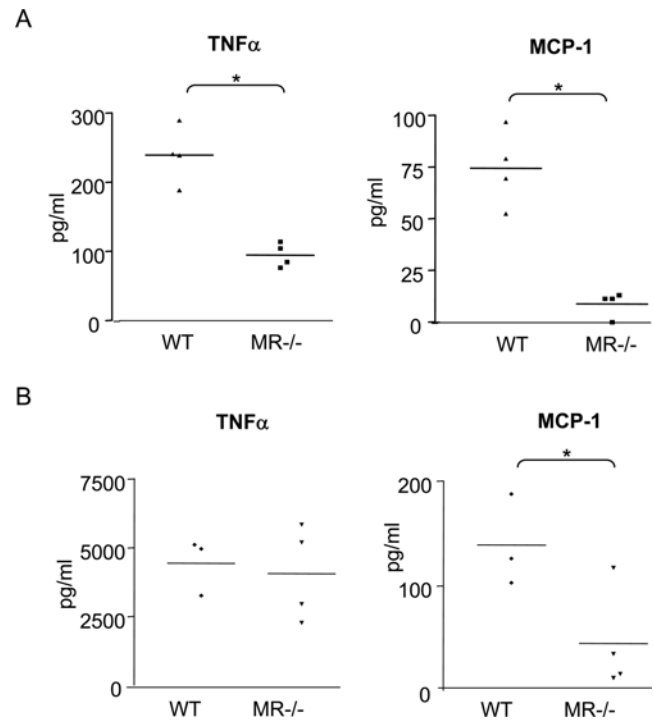 A
TNFα
MCP-1
*
*
300
200
100
0
pg/ml
WT MR-/-
100
75
50
25
0
pg/ml
WT MR-/-
B
TNFα
MCP-1
*
7500
5000
2500
0
pg/ml
WT MR-/-
200
100
0
pg/ml
WT MR-/-